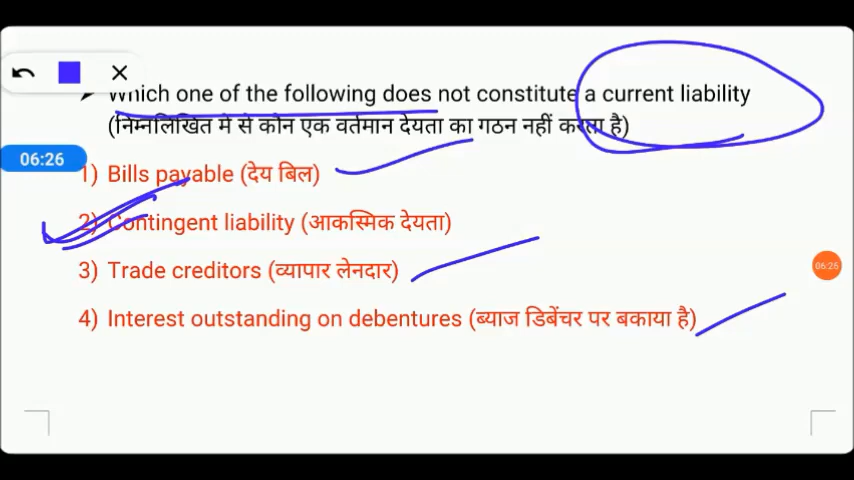 Which one of the following does not constitute a current liability
(निम्नलिखित में से कोन एक वर्तमान देयता का गठन नहीं करता है)
06:26
1) Bills payable (देय बिल)
2) Contingent liability (आकस्मिक देयता)
3) Trade creditors (व्यापार लेनदार)
06:26
4) Interest outstanding on debentures (ब्याज डिबेंचर पर बकाया है)